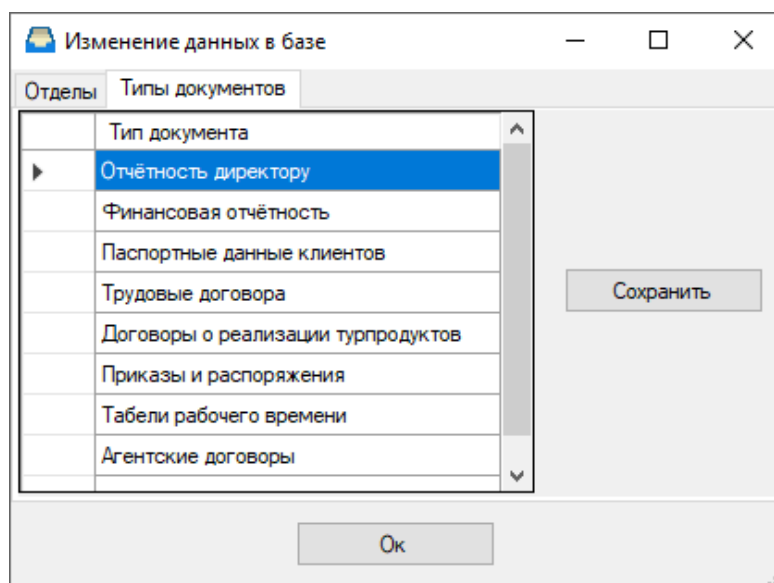 Изменение данных в базе
Отделы Типы документов
Тип документа
Отчётность директору
Финансовая отчётность
Паспортные данные клиентов
Трудовые договора
Сохранить
Договоры о реализации турпродуктов
Приказы и распоряжения
Табели рабочего времени
Агентские договоры
Ок